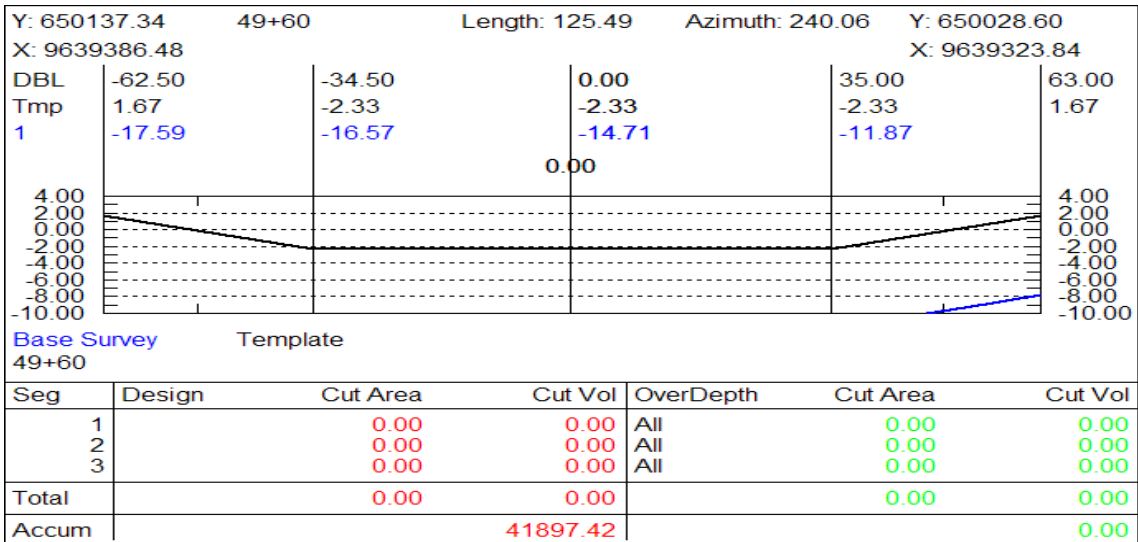 Y: 650137.34 49+60 Length: 125.49 Azimuth: 240.06 Y: 650028.60
X: 9639386.48 X: 9639323.84
DBL -62.50 -34.50 0.00 35.00 63.00
Tmp 1.67 -2.33 -2.33 -2.33 1.67
1 -17.59 -16.57 -14.71 -11.87
0.00
4.00 4.00
2.00 2.00
0.00 0.00
-2.00 -2.00
-4.00 -4.00
-6.00 -6.00
-8.00 -8.00
-10.00 -10.00
Base Survey Template
49+60
Seg Design Cut Area Cut Vol OverDepth Cut Area Cut Vol
1 0.00 0.00 All 0.00 0.00
2 0.00 0.00 All 0.00 0.00
3 0.00 0.00 All 0.00 0.00
Total 0.00 0.00 0.00 0.00
Accum 41897.42 0.00